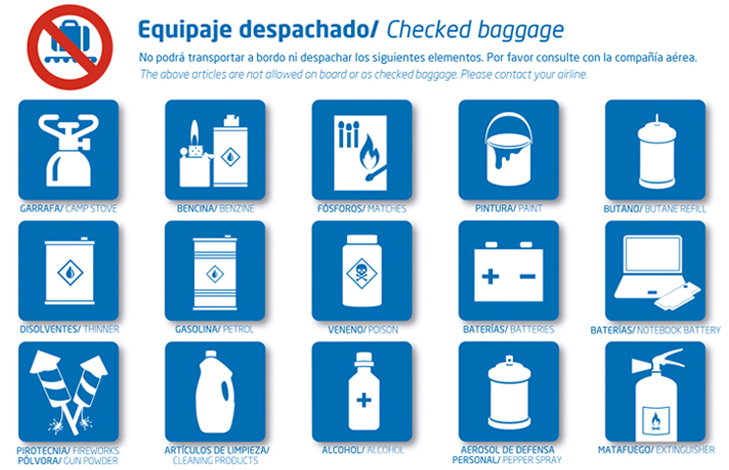 Equipaje despachado/ Checked baggage
No podrá transportar a bordo ni despachar los siguientes elementos. Por favor consulte con la compañía aérea.
The above articles are not allowed on board or as checked baggage. Please contact your airline.
GARRAFA/ CAMP STOVE
BENCINA/ BENZINE
FÓSFOROS/ MATCHES
PINTURA/ PAINT
BUTANO/ BUTANE REFILL
DISOLVENTES/ THINNER
GASOLINA/ PETROL
VENENO/ POISON
BATERÍAS/ BATTERIES
BATERÍAS/ NOTEBOOK BATTERY
PIROTECNIA/ FIREWORKS
PÓLVORA/ GUN POWDER
ARTÍCULOS DE LIMPIEZA/
CLEANING PRODUCTS
ALCOHOL/ ALCOHOL
AEROSOL DE DEFENSA
PERSONAL/ PEPPER SPRAY
MATAFUEGO/ EXTINGUISHER